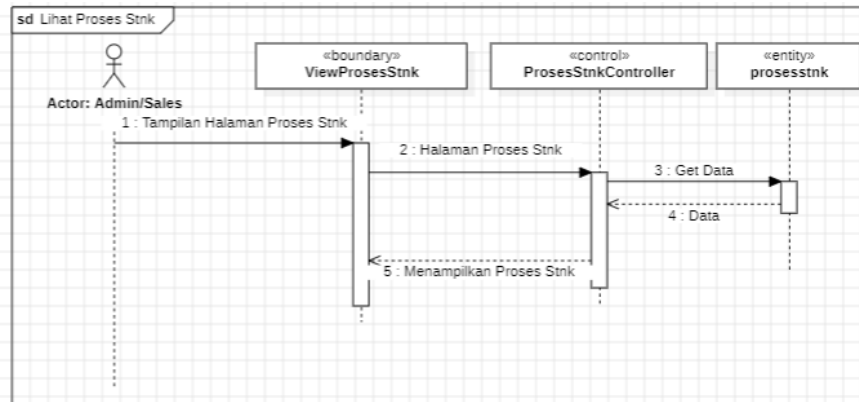 sd Lihat Proses Stnk
«boundary»
ViewProsesStnk
«control»
ProsesStnkController
«entity»
prosesstnk
Actor: Admin/Sales
1 : Tampilan Halaman Proses Stnk
2 : Halaman Proses Stnk
3 : Get Data
4 : Data
5 : Menampilkan Proses Stnk